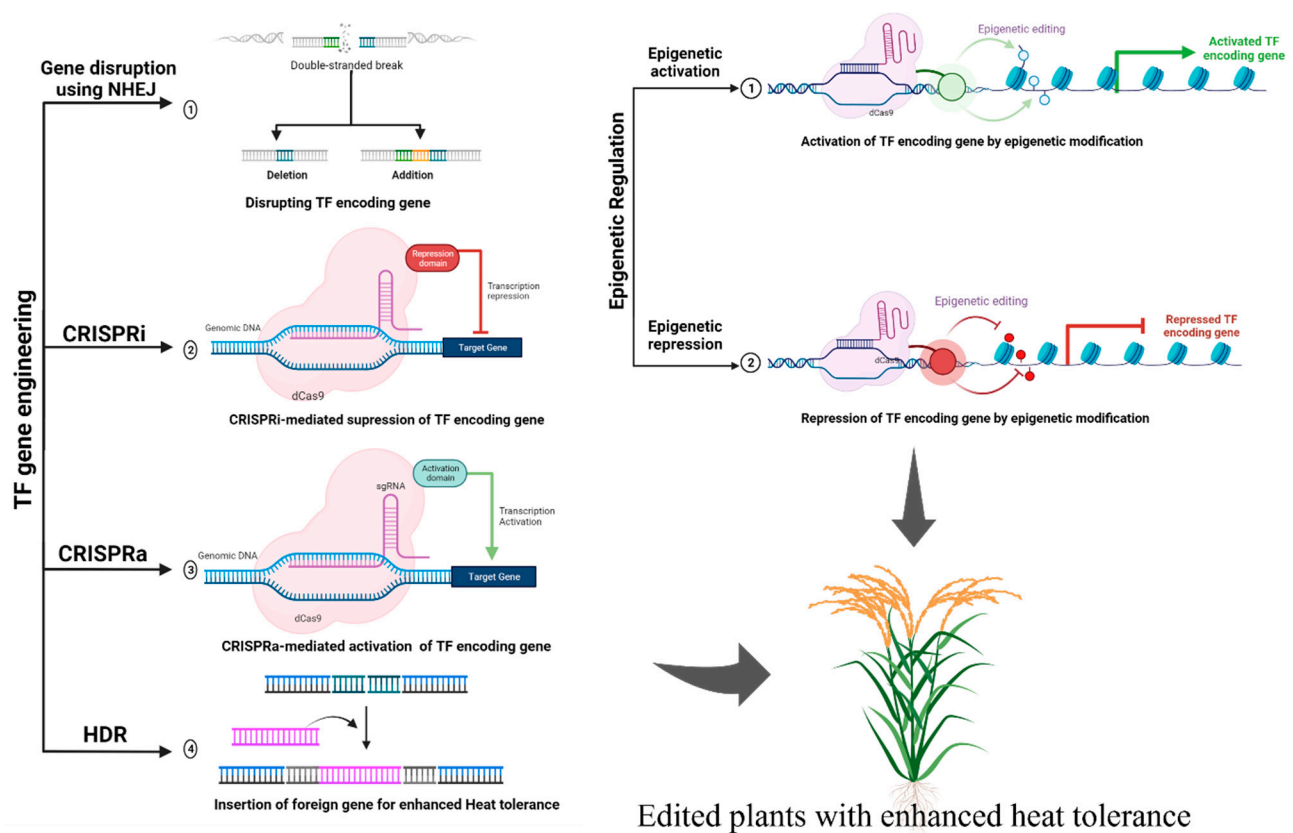 TF gene engineering
Gene disruption
using NHEJ
1
Double-stranded break
Deletion
Addition
Disrupting TF encoding gene
CRISPRi
2
Repression
domain
Transcription
repression
Genomic DNA
Target Gene
dCas9
CRISPRi-mediated supression of TF encoding gene
CRISPRa
3
Activation
domain
sgRNA
Transcription
Activation
Genomic DNA
Target Gene
dCas9
CRISPRa-mediated activation of TF encoding gene
HDR
4
Insertion of foreign gene for enhanced Heat tolerance
Epigenetic Regulation
Epigenetic
activation
1
Epigenetic editing
Activated TF
encoding gene
dCas9
Activation of TF encoding gene by epigenetic modification
Epigenetic
repression
2
Epigenetic editing
Repressed TF
encoding gene
dCas9
Repression of TF encoding gene by epigenetic modification
Edited plants with enhanced heat tolerance